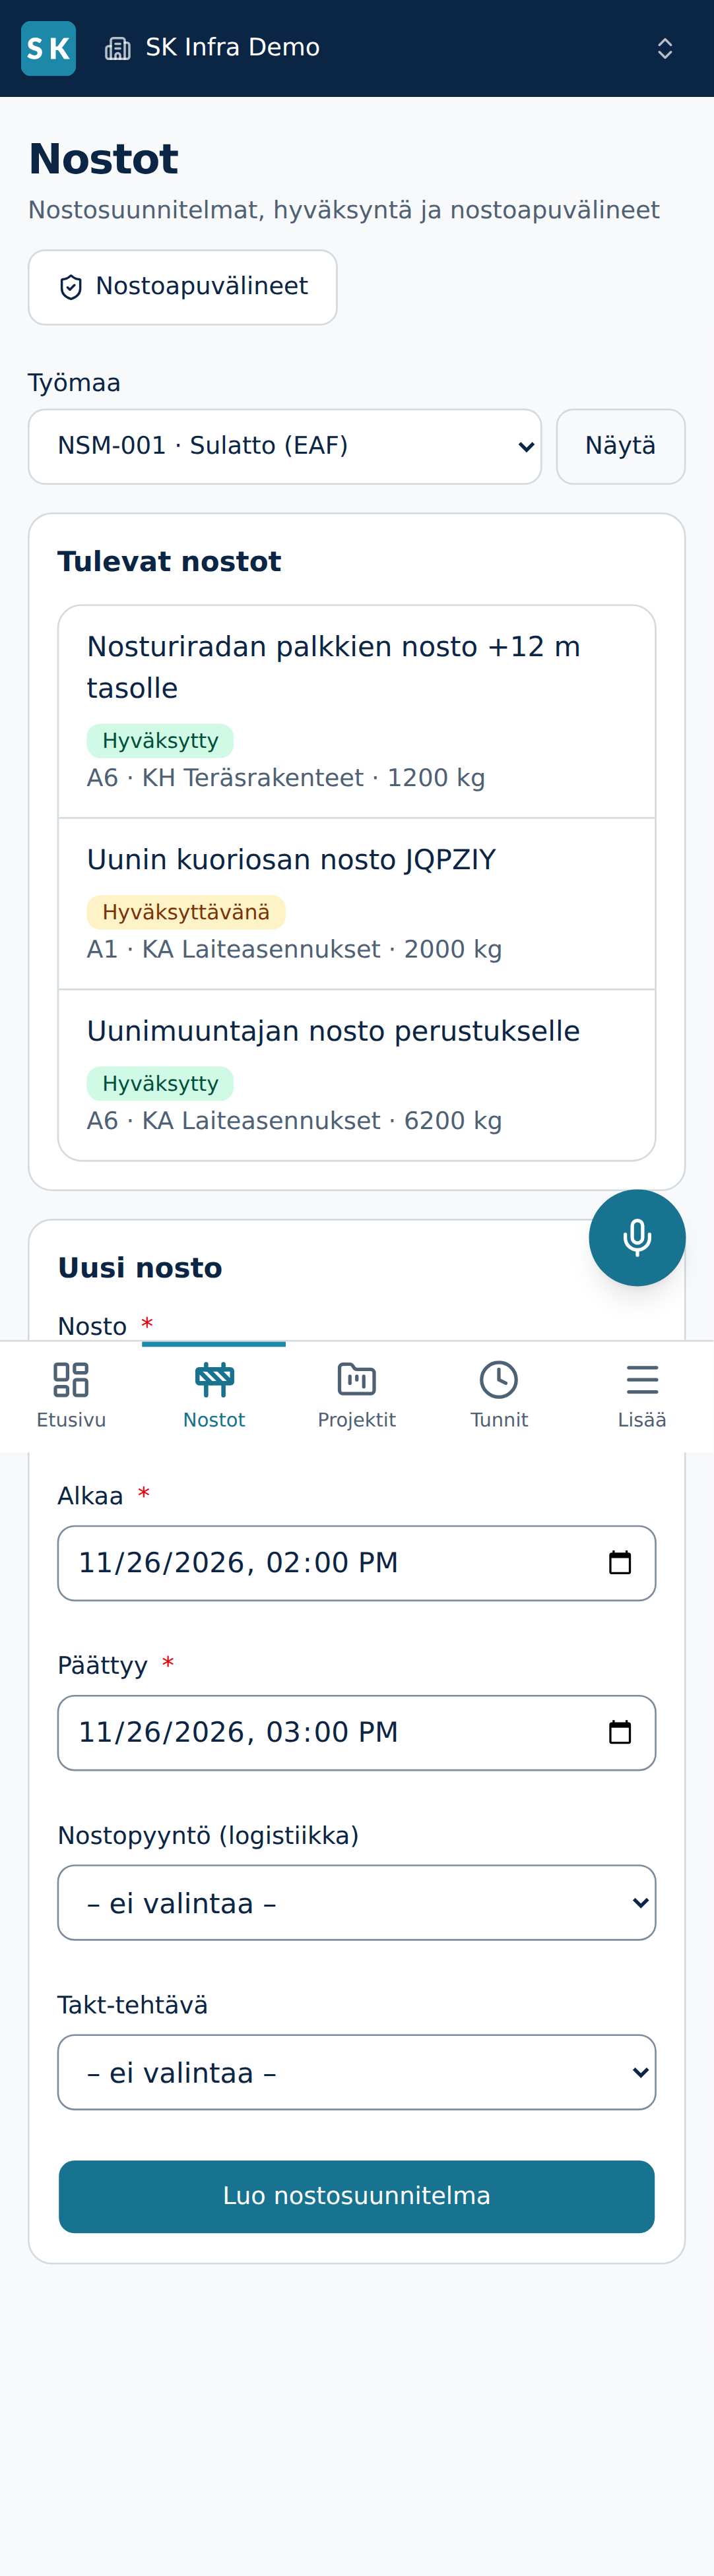 SK
SK Infra Demo
Nostot
Nostosuunnitelmat, hyväksyntä ja nostoapuvälineet
Nostoapuvälineet
Työmaa
NSM-001 · Sulatto (EAF)
Näytä
Tulevat nostot
Nosturiradan palkkien nosto +12 m
tasolle
Hyväksytty
A6 · KH Teräsrakenteet · 1200 kg
Uunin kuoriosan nosto JQPZIY
Hyväksyttävänä
A1 · KA Laiteasennukset · 2000 kg
Uunimuuntajan nosto perustukselle
Hyväksytty
A6 · KA Laiteasennukset · 6200 kg
Uusi nosto
Nosto *
Etusivu
Nostot
Projektit
Tunnit
Lisää
Alkaa *
11/26/2026, 02:00 PM
Päättyy *
11/26/2026, 03:00 PM
Nostopyyntö (logistiikka)
– ei valintaa –
Takt-tehtävä
– ei valintaa –
Luo nostosuunnitelma